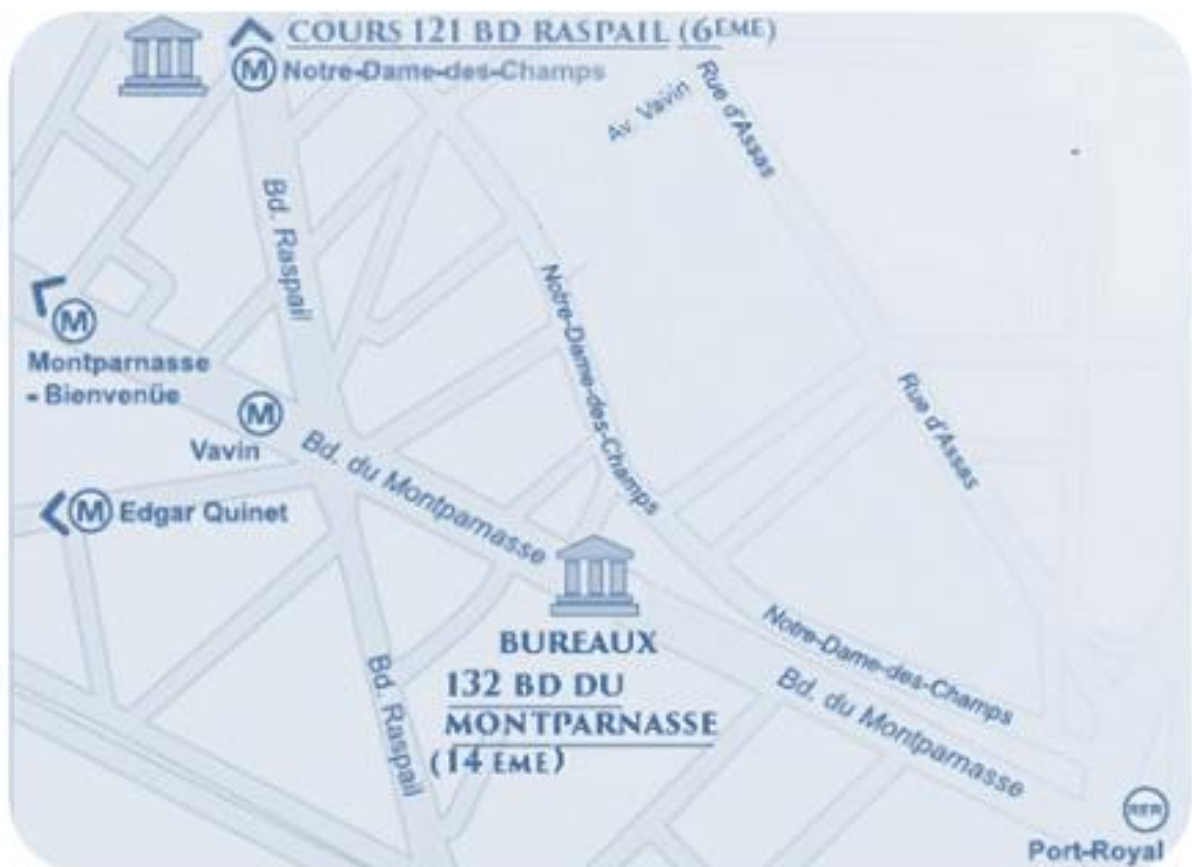 COURS 121 BD RASPAIL (6EME)
M Notre-Dame-des-Champs
Av. Vavin
Rue d'Assas
Bd. Raspail
Notre-Dame-des-Champs
M
Montparnasse
- Bienvenüe
M
Vavin
Bd. du Montparnasse
Rue d'Assas
M Edgar Quinet
BUREAUX
132 BD DU
MONTPARNASSE
(14 EME)
Bd. Raspail
Notre-Dame-des-Champs
Bd. du Montparnasse
RER
Port-Royal